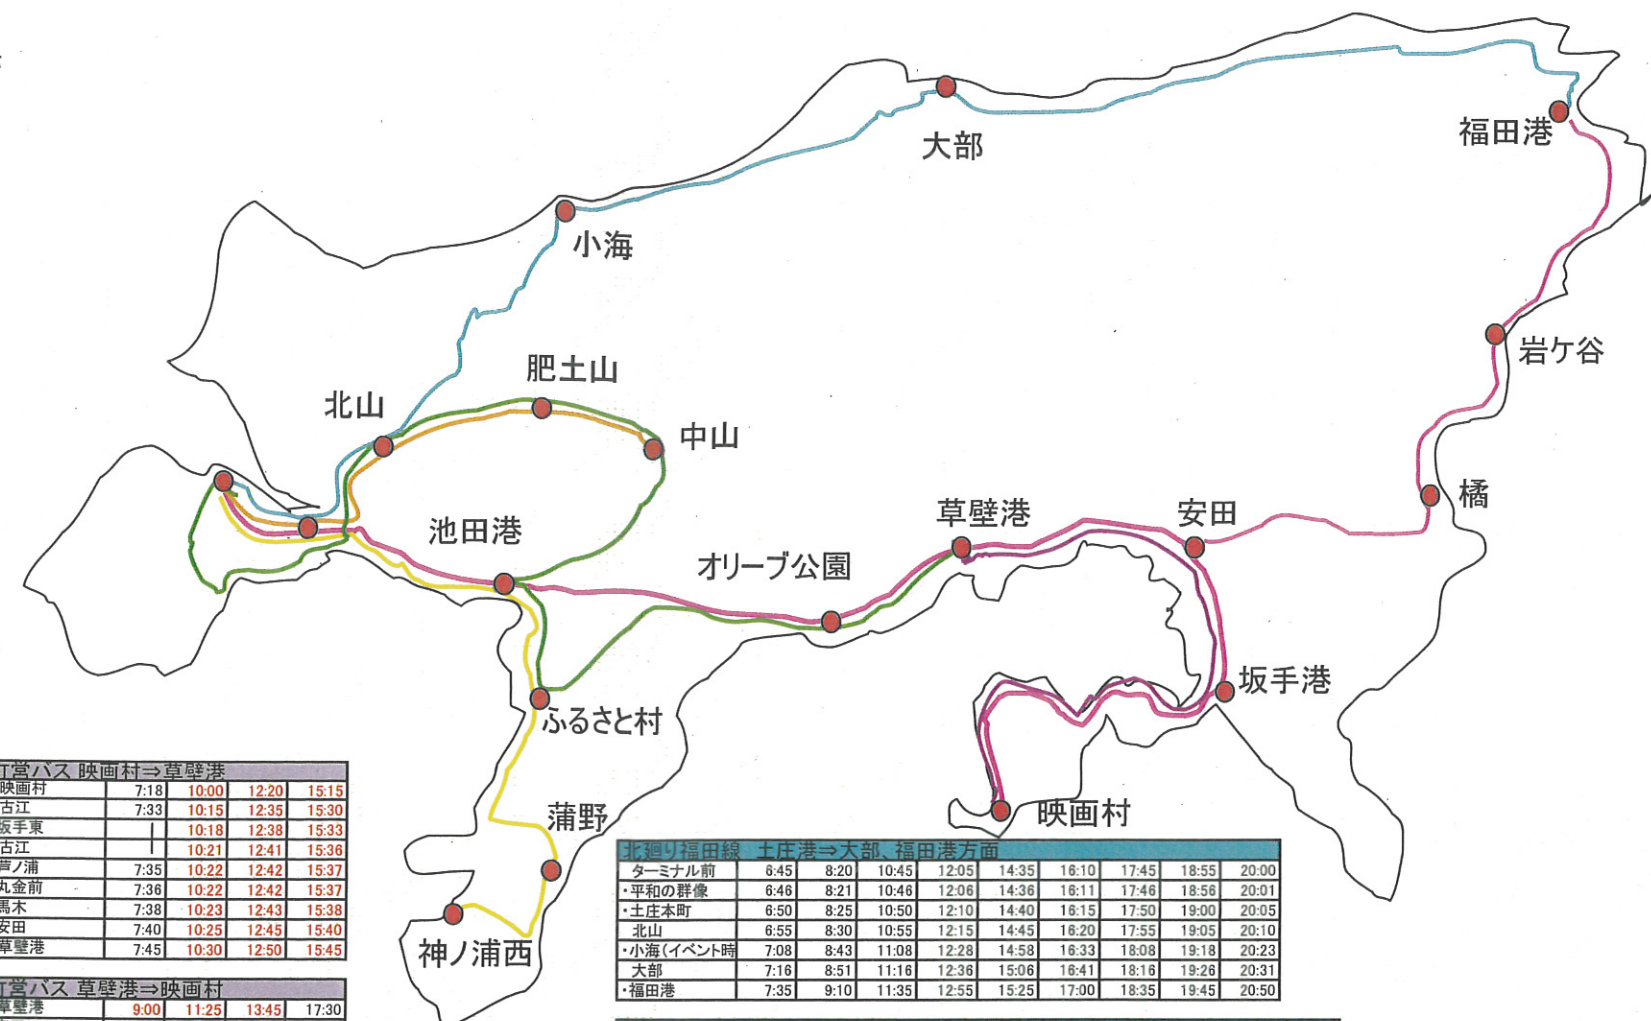 大部
福田港
小海
岩ケ谷
肥土山
北山
中山
橘
草壁港
安田
池田港
オリーブ公園
坂手港
ふるさと村
蒲野
映画村
神ノ浦西
町営バス 映画村⇒草壁港
映画村 7:18 10:00 12:20 15:15
古江 7:33 10:15 12:35 15:30
坂手東 | 10:18 12:38 15:33
古江 | 10:21 12:41 15:36
芦ノ浦 7:35 10:22 12:42 15:37
丸金前 7:36 10:22 12:42 15:37
馬木 7:38 10:23 12:43 15:38
安田 7:40 10:25 12:45 15:40
草壁港 7:45 10:30 12:50 15:45
町営バス 草壁港⇒映画村
草壁港 9:00 11:25 13:45 17:30
北廻り福田線 土庄港⇒大部、福田港方面
ターミナル前 6:45 8:20 10:45 12:05 14:35 16:10 17:45 18:55 20:00
・平和の群像 6:46 8:21 10:46 12:06 14:36 16:11 17:46 18:56 20:01
・土庄本町 6:50 8:25 10:50 12:10 14:40 16:15 17:50 19:00 20:05
北山 6:55 8:30 10:55 12:15 14:45 16:20 17:55 19:05 20:10
・小海(イベント時 7:08 8:43 11:08 12:28 14:58 16:33 18:08 19:18 20:23
大部 7:16 8:51 11:16 12:36 15:06 16:41 18:16 19:26 20:31
・福田港 7:35 9:10 11:35 12:55 15:25 17:00 18:35 19:45 20:50